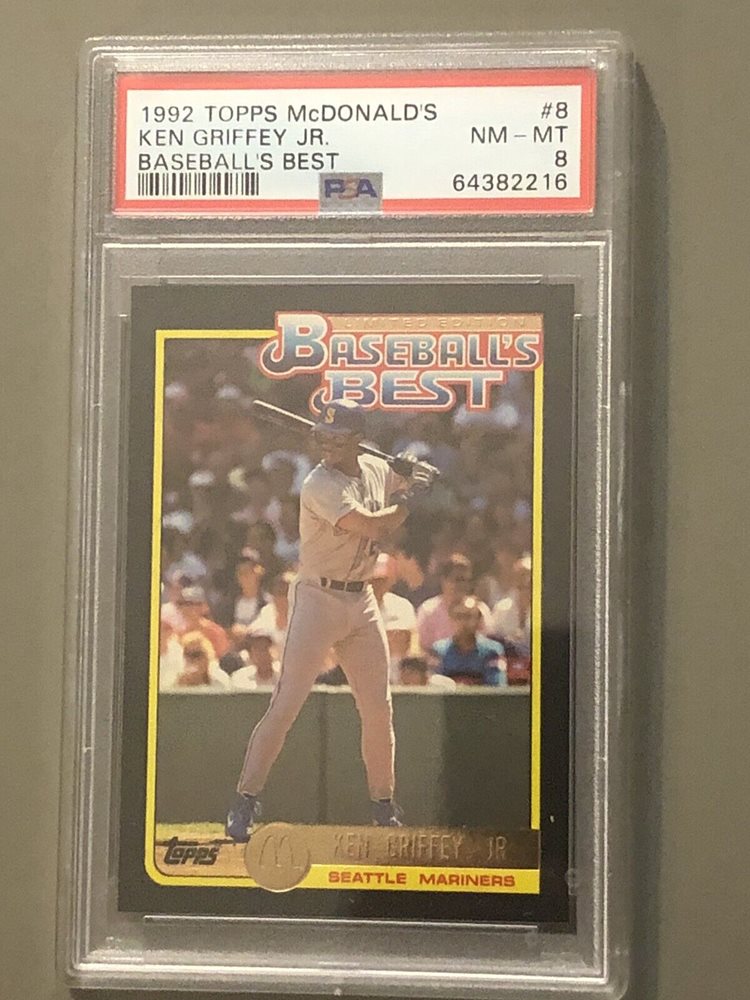 1992 TOPPS McDONALD'S #8
KEN GRIFFEY JR. NM - MT
BASEBALL'S BEST 8
PSA 64382216
LIMITED EDITION
BASEBALL'S
BEST
S
Topps
M KEN GRIFFEY JR
SEATTLE MARINERS